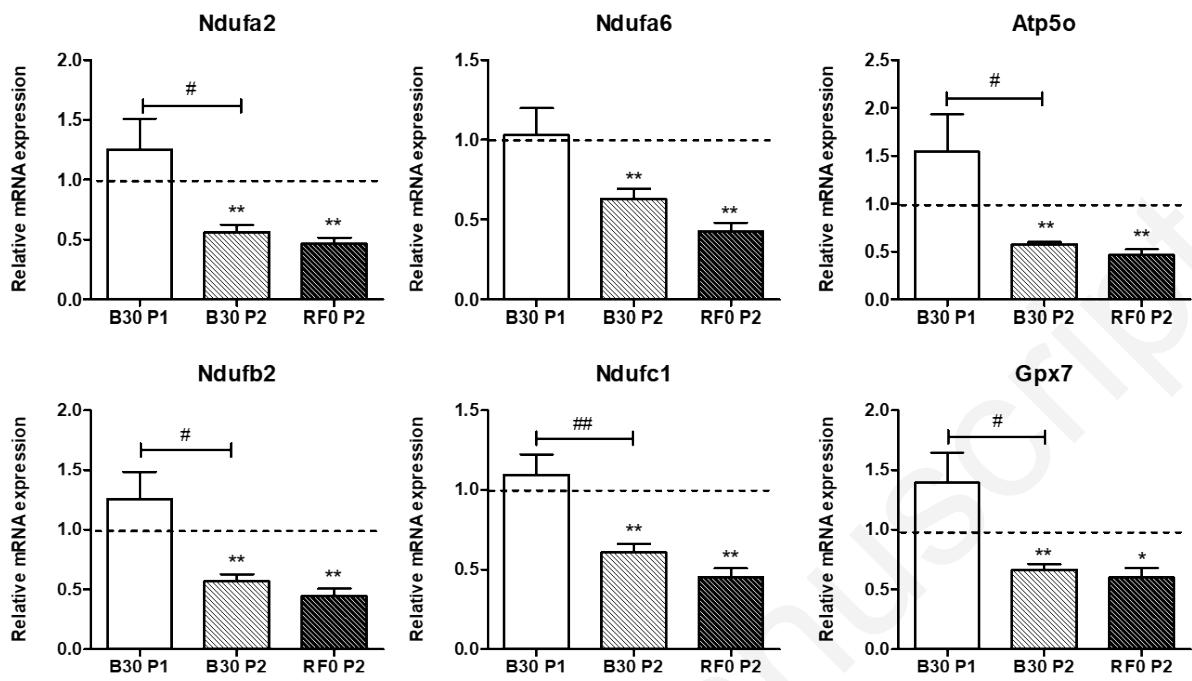 Ndufa2
Relative mRNA expression
2.0
1.5
1.0
0.5
0.0
#
**
**
B30 P1 B30 P2 RF0 P2
Ndufa6
Relative mRNA expression
1.5
1.0
0.5
0.0
**
**
B30 P1 B30 P2 RF0 P2
Atp5o
Relative mRNA expression
2.5
2.0
1.5
1.0
0.5
0.0
#
**
**
B30 P1 B30 P2 RF0 P2
Ndufb2
Relative mRNA expression
2.0
1.5
1.0
0.5
0.0
#
**
**
B30 P1 B30 P2 RF0 P2
Ndufc1
Relative mRNA expression
1.5
1.0
0.5
0.0
##
**
**
B30 P1 B30 P2 RF0 P2
Gpx7
Relative mRNA expression
2.0
1.5
1.0
0.5
0.0
#
**
*
B30 P1 B30 P2 RF0 P2
nuscript